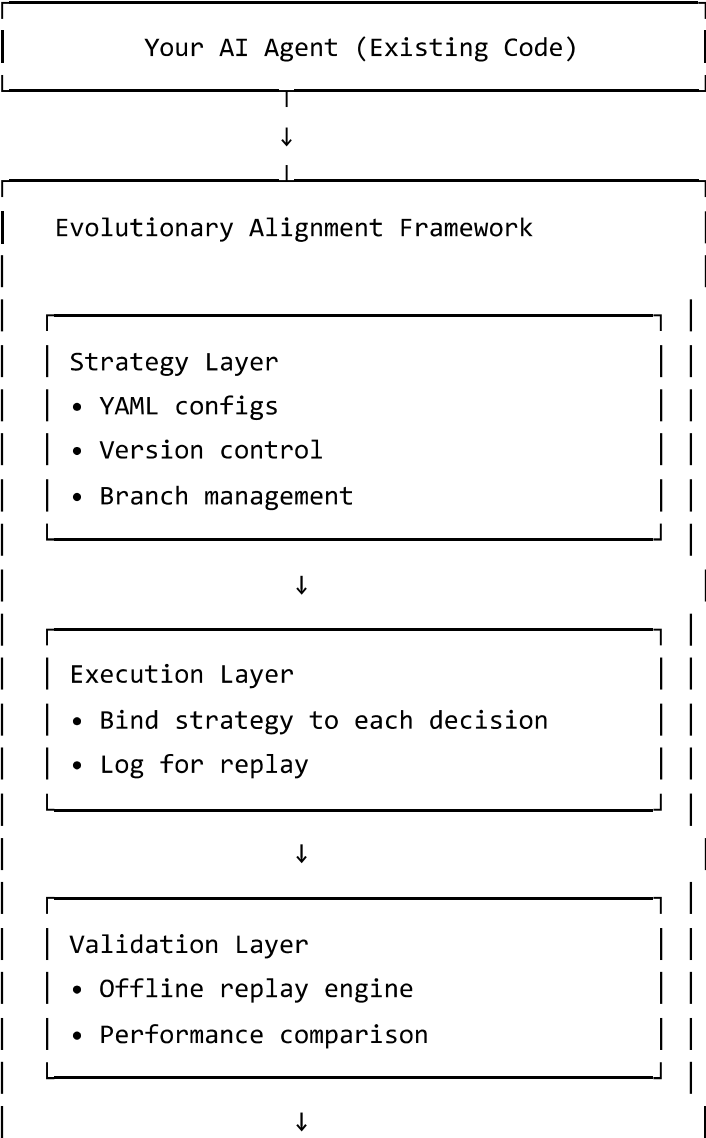 Your AI Agent (Existing Code)
↓
Evolutionary Alignment Framework
Strategy Layer
• YAML configs
• Version control
• Branch management
↓
Execution Layer
• Bind strategy to each decision
• Log for replay
↓
Validation Layer
• Offline replay engine
• Performance comparison
↓